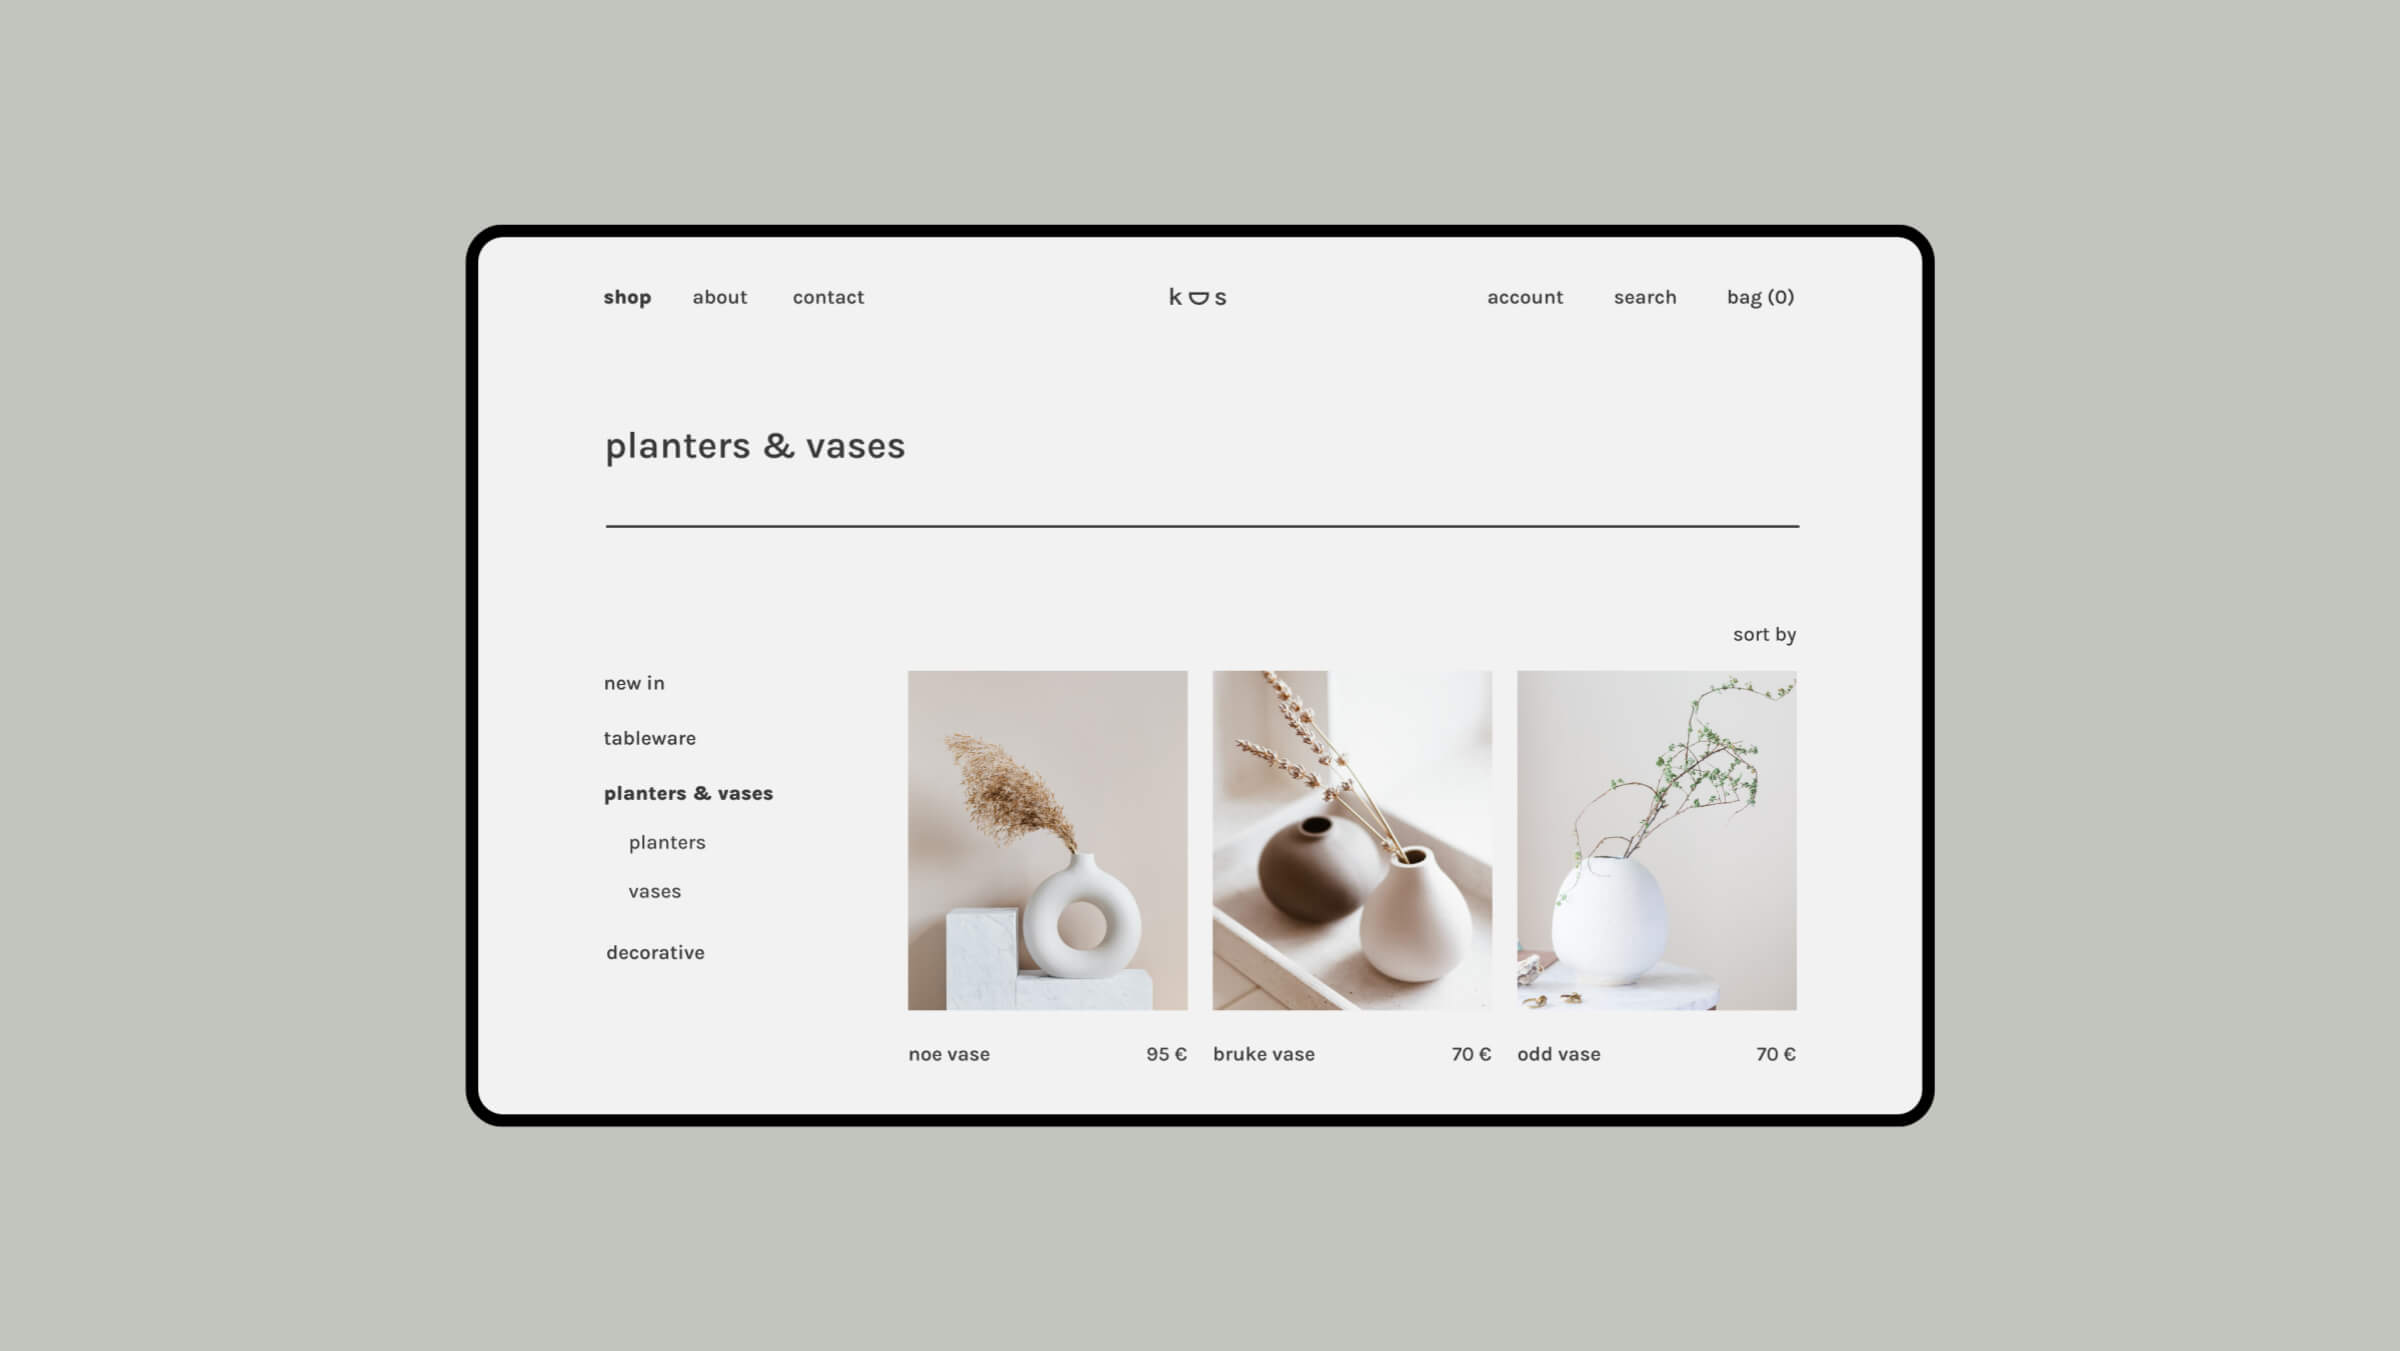 shop about contact k s account search bag (0)
planters & vases
sort by
new in
tableware
planters & vases
planters
vases
decorative
noe vase 95 € bruke vase 70 € odd vase 70 €